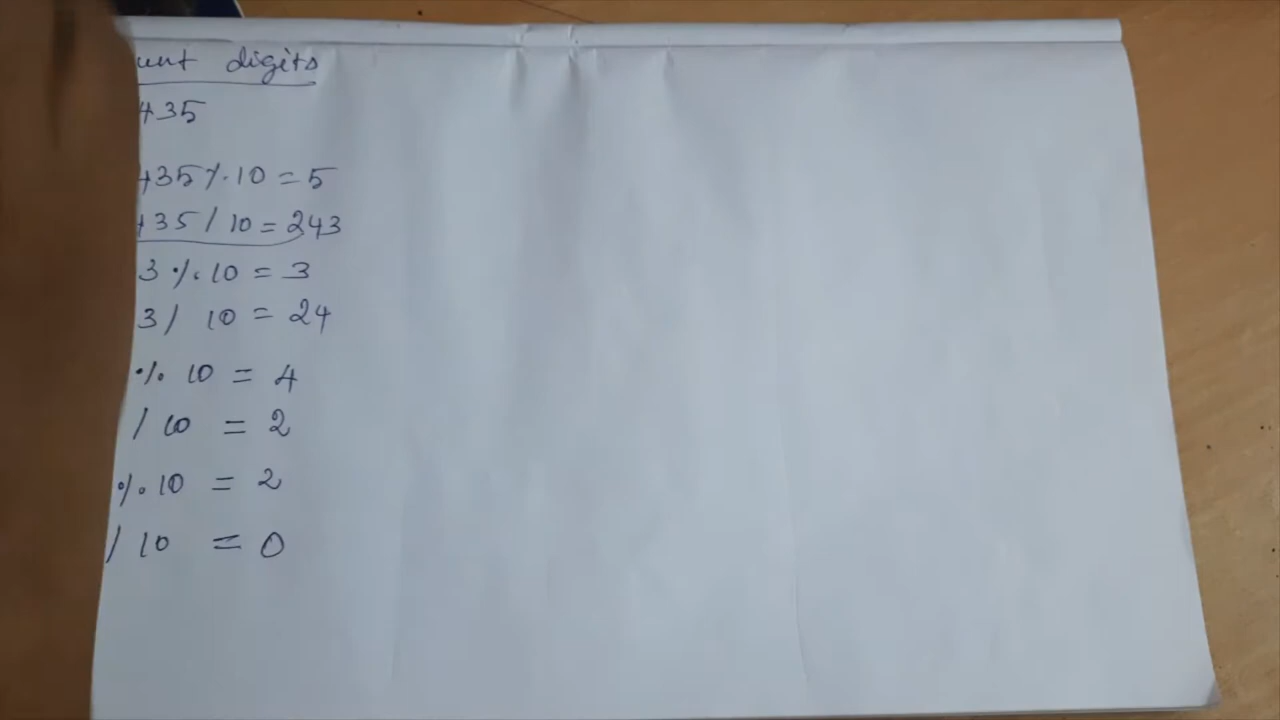 unt digits
435
435 % 10 = 5
435 / 10 = 243
3 % 10 = 3
3 / 10 = 24
% 10 = 4
/ 10 = 2
% 10 = 2
/ 10 = 0